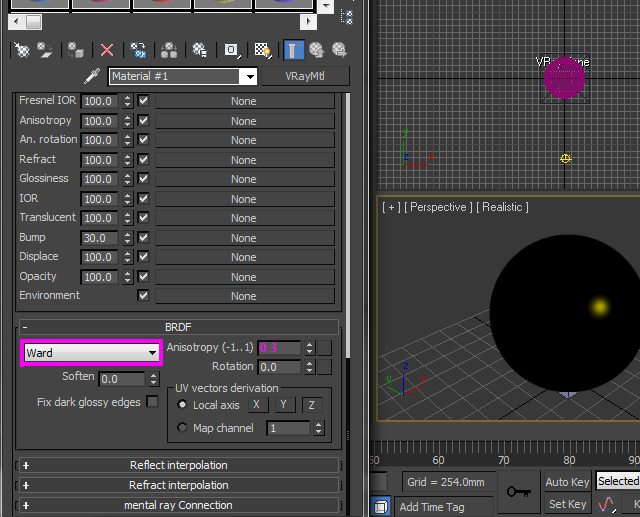 Material #1 VRayMtl
Fresnel IOR 100.0 None
Anisotropy 100.0 None
An. rotation 100.0 None
Refract 100.0 None
Glossiness 100.0 None
IOR 100.0 None
Translucent 100.0 None
Bump 30.0 None
Displace 100.0 None
Opacity 100.0 None
Environment None
- BRDF
Ward Anisotropy (-1..1) 0.3
Rotation 0.0
Soften 0.0
Fix dark glossy edges
UV vectors derivation
Local axis X Y Z
Map channel 1
+ Reflect interpolation
+ Refract interpolation
+ mental ray Connection
[ + ] [ Perspective ] [ Realistic ]
z
y
60 70 80 90
Grid = 254.0mm
Add Time Tag
Auto Key Selected
Set Key